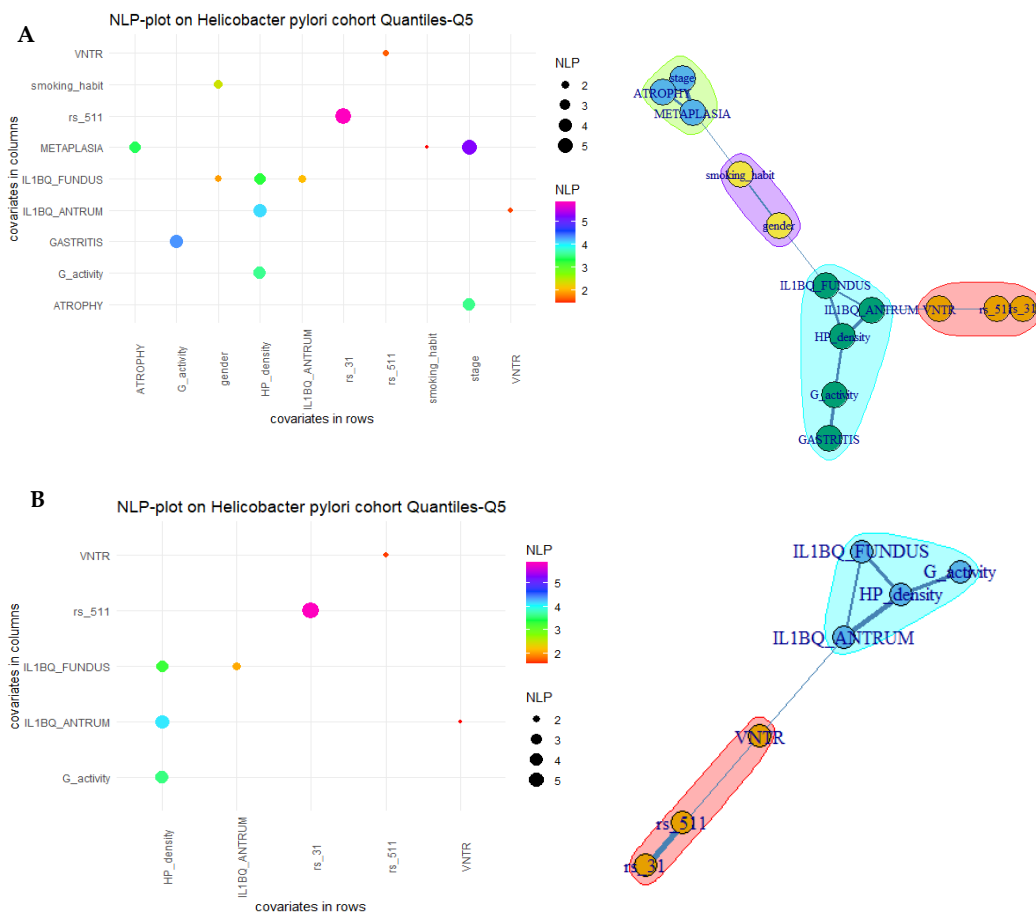 A
NLP-plot on Helicobacter pylori cohort Quantiles-Q5
covariates in columns
VNTR
smoking_habit
rs_511
METAPLASIA
IL1BQ_FUNDUS
IL1BQ_ANTRUM
GASTRITIS
G_activity
ATROPHY
ATROPHY
G_activity
gender
HP_density
IL1BQ_ANTRUM
rs_31
rs_511
smoking_habit
stage
VNTR
covariates in rows
NLP
2
3
4
5
NLP
5
4
3
2
stage
ATROPHY
METAPLASIA
smoking_habit
gender
IL1BQ_FUNDUS
IL1BQ_ANTRUM
VNTR
rs_511
rs_31
HP_density
G_activity
GASTRITIS
B
NLP-plot on Helicobacter pylori cohort Quantiles-Q5
covariates in columns
VNTR
rs_511
IL1BQ_FUNDUS
IL1BQ_ANTRUM
G_activity
HP_density
IL1BQ_ANTRUM
rs_31
rs_511
VNTR
covariates in rows
NLP
5
4
3
2
NLP
2
3
4
5
IL1BQ_FUNDUS
G_activity
HP_density
IL1BQ_ANTRUM
VNTR
rs_511
rs_31